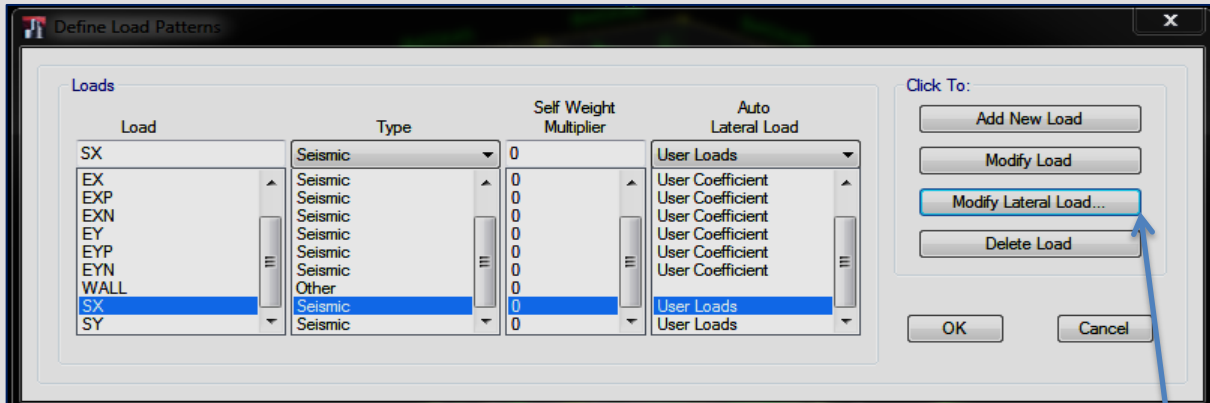 Define Load Patterns
x
Loads
Click To:
Load Type Self Weight Multiplier Auto Lateral Load
SX Seismic 0 User Loads
EX Seismic 0 User Coefficient
EXP Seismic 0 User Coefficient
EXN Seismic 0 User Coefficient
EY Seismic 0 User Coefficient
EYP Seismic 0 User Coefficient
EYN Seismic 0 User Coefficient
WALL Other 0
SX Seismic 0 User Loads
SY Seismic 0 User Loads
Add New Load
Modify Load
Modify Lateral Load...
Delete Load
OK Cancel